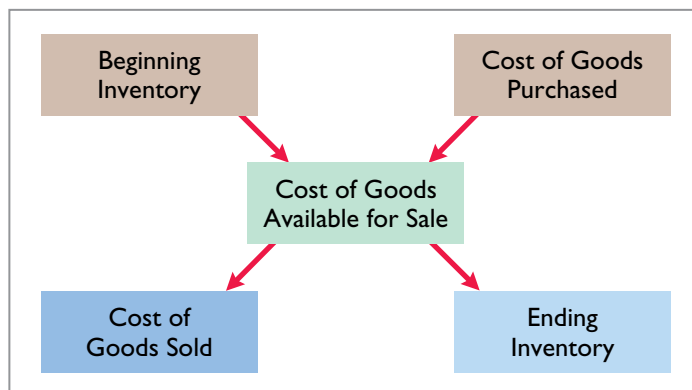 Beginning
Inventory
Cost of Goods
Purchased
Cost of Goods
Available for Sale
Cost of
Goods Sold
Ending
Inventory